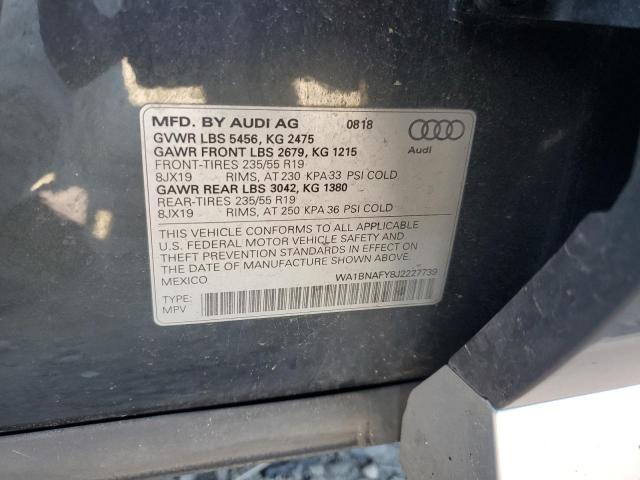 MFD. BY AUDI AG 0818
GVWR LBS 5456, KG 2475
GAWR FRONT LBS 2679, KG 1215
FRONT-TIRES 235/55 R19
8JX19 RIMS, AT 230 KPA 33 PSI COLD
GAWR REAR LBS 3042, KG 1380
REAR-TIRES 235/55 R19
8JX19 RIMS, AT 250 KPA 36 PSI COLD
Audi
THIS VEHICLE CONFORMS TO ALL APPLICABLE
U.S. FEDERAL MOTOR VEHICLE SAFETY AND
THEFT PREVENTION STANDARDS IN EFFECT ON
THE DATE OF MANUFACTURE SHOWN ABOVE.
MEXICO WA1BNAFY8J2227739
TYPE:
MPV